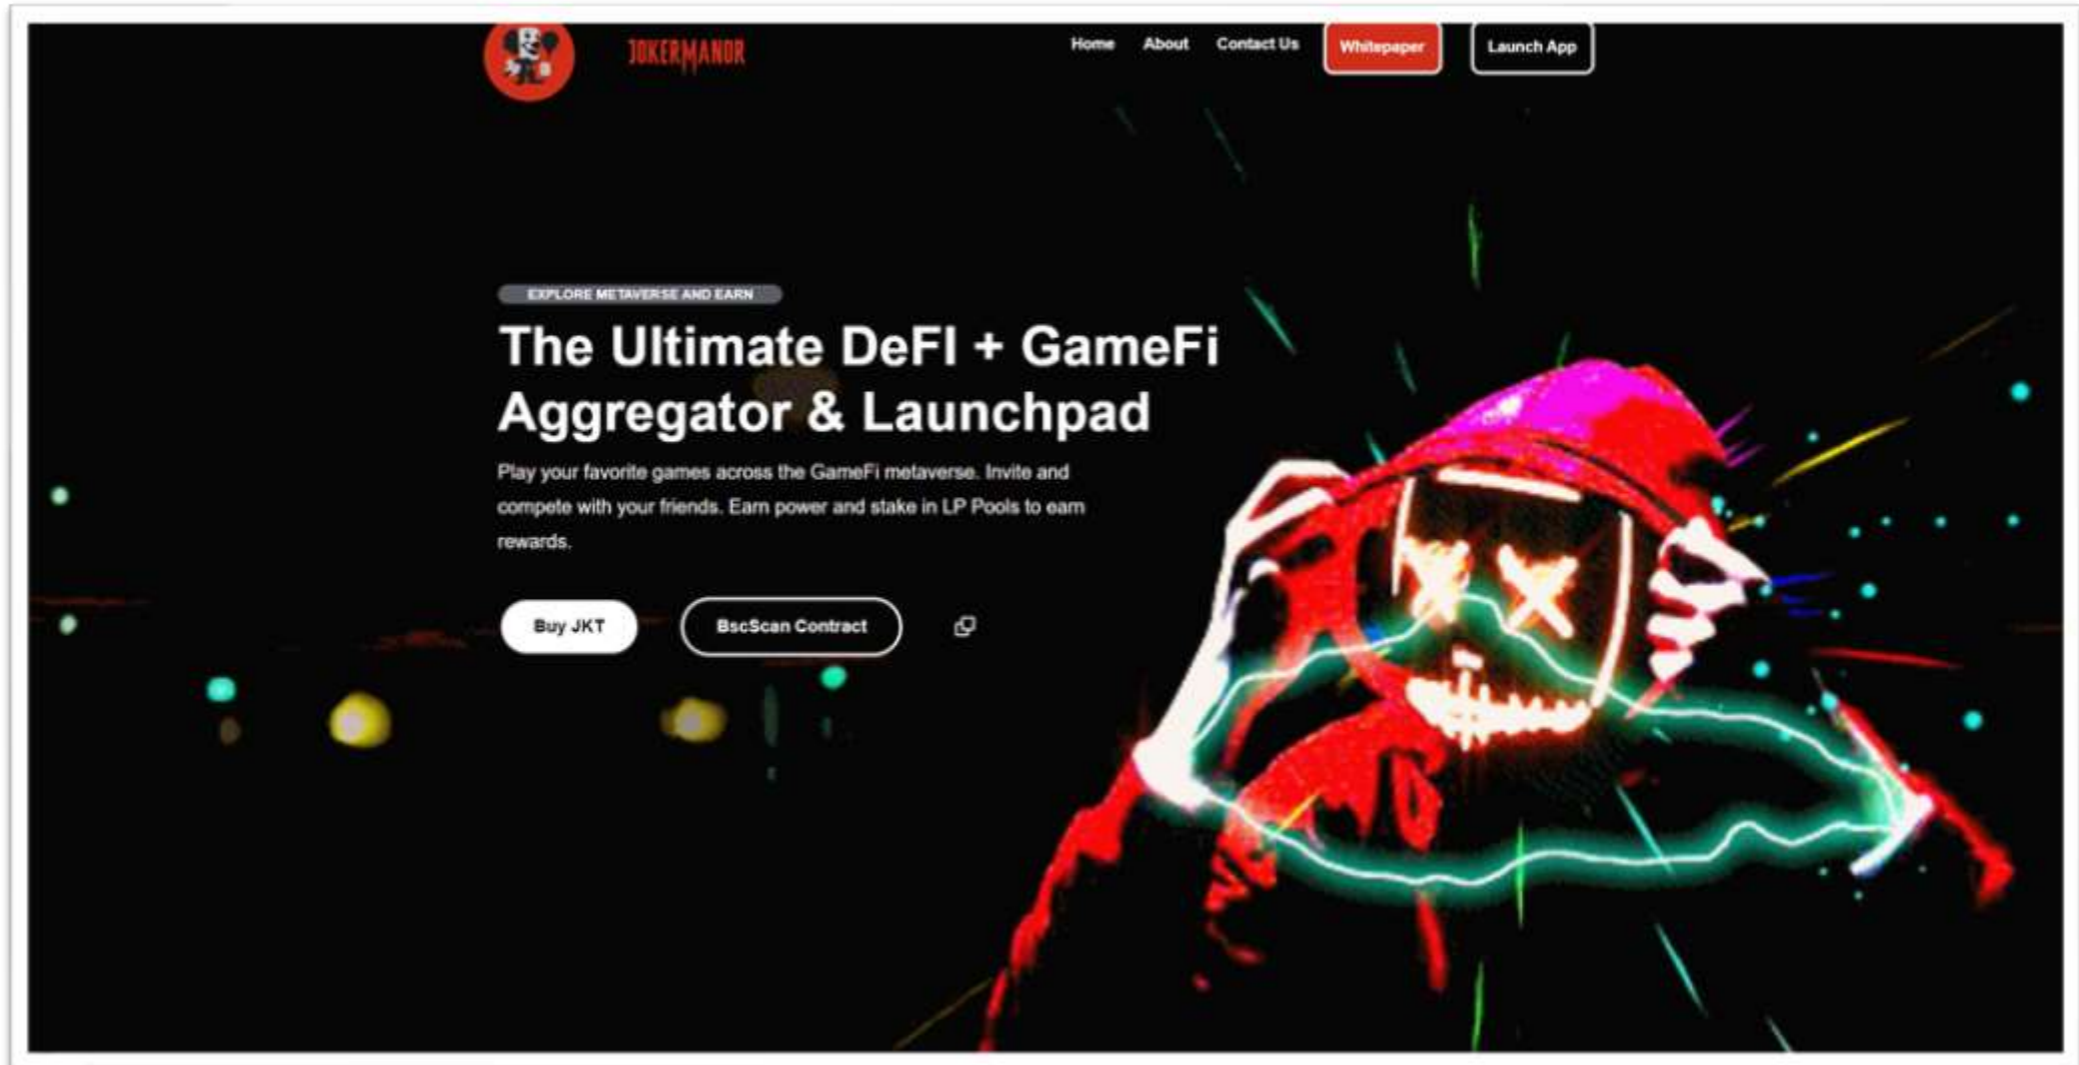 JOKERMANOR
Home About Contact Us Whitepaper Launch App
EXPLORE METAVERSE AND EARN
The Ultimate DeFI + GameFi
Aggregator & Launchpad
Play your favorite games across the GameFi metaverse. Invite and
compete with your friends. Earn power and stake in LP Pools to earn
rewards.
Buy JKT BscScan Contract